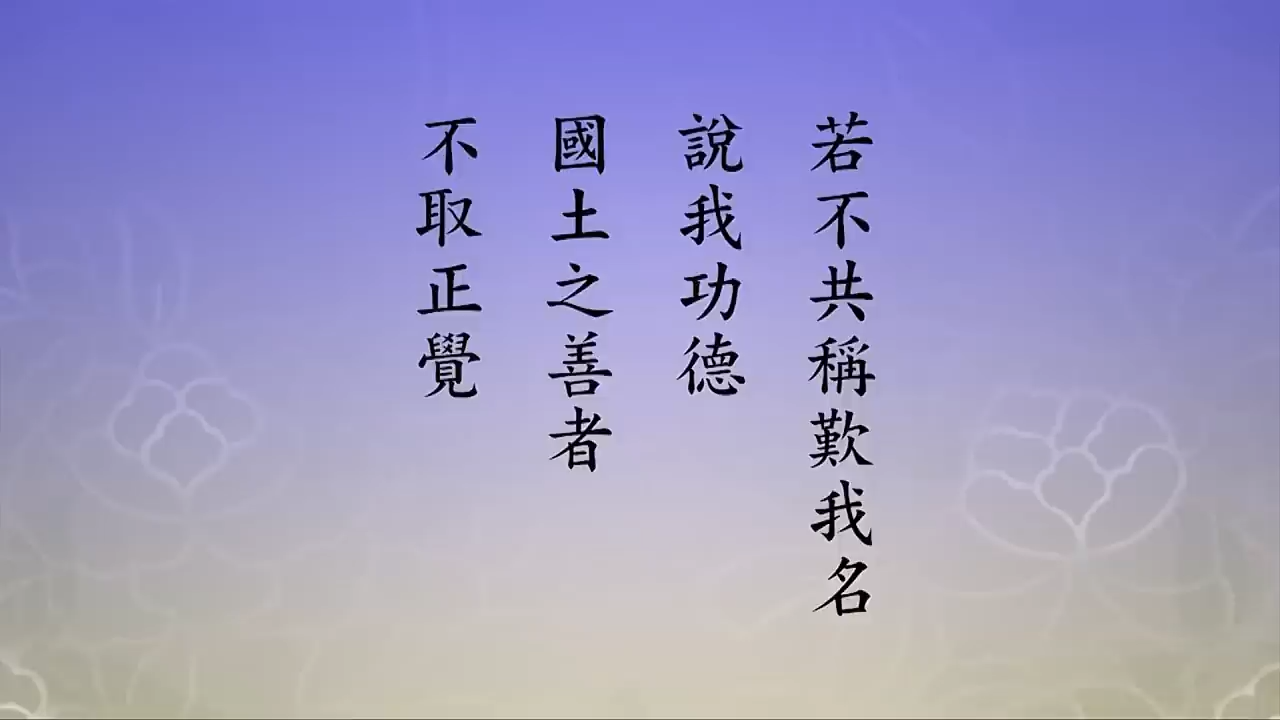 若不共稱歎我名
說我功德
國土之善者
不取正覺